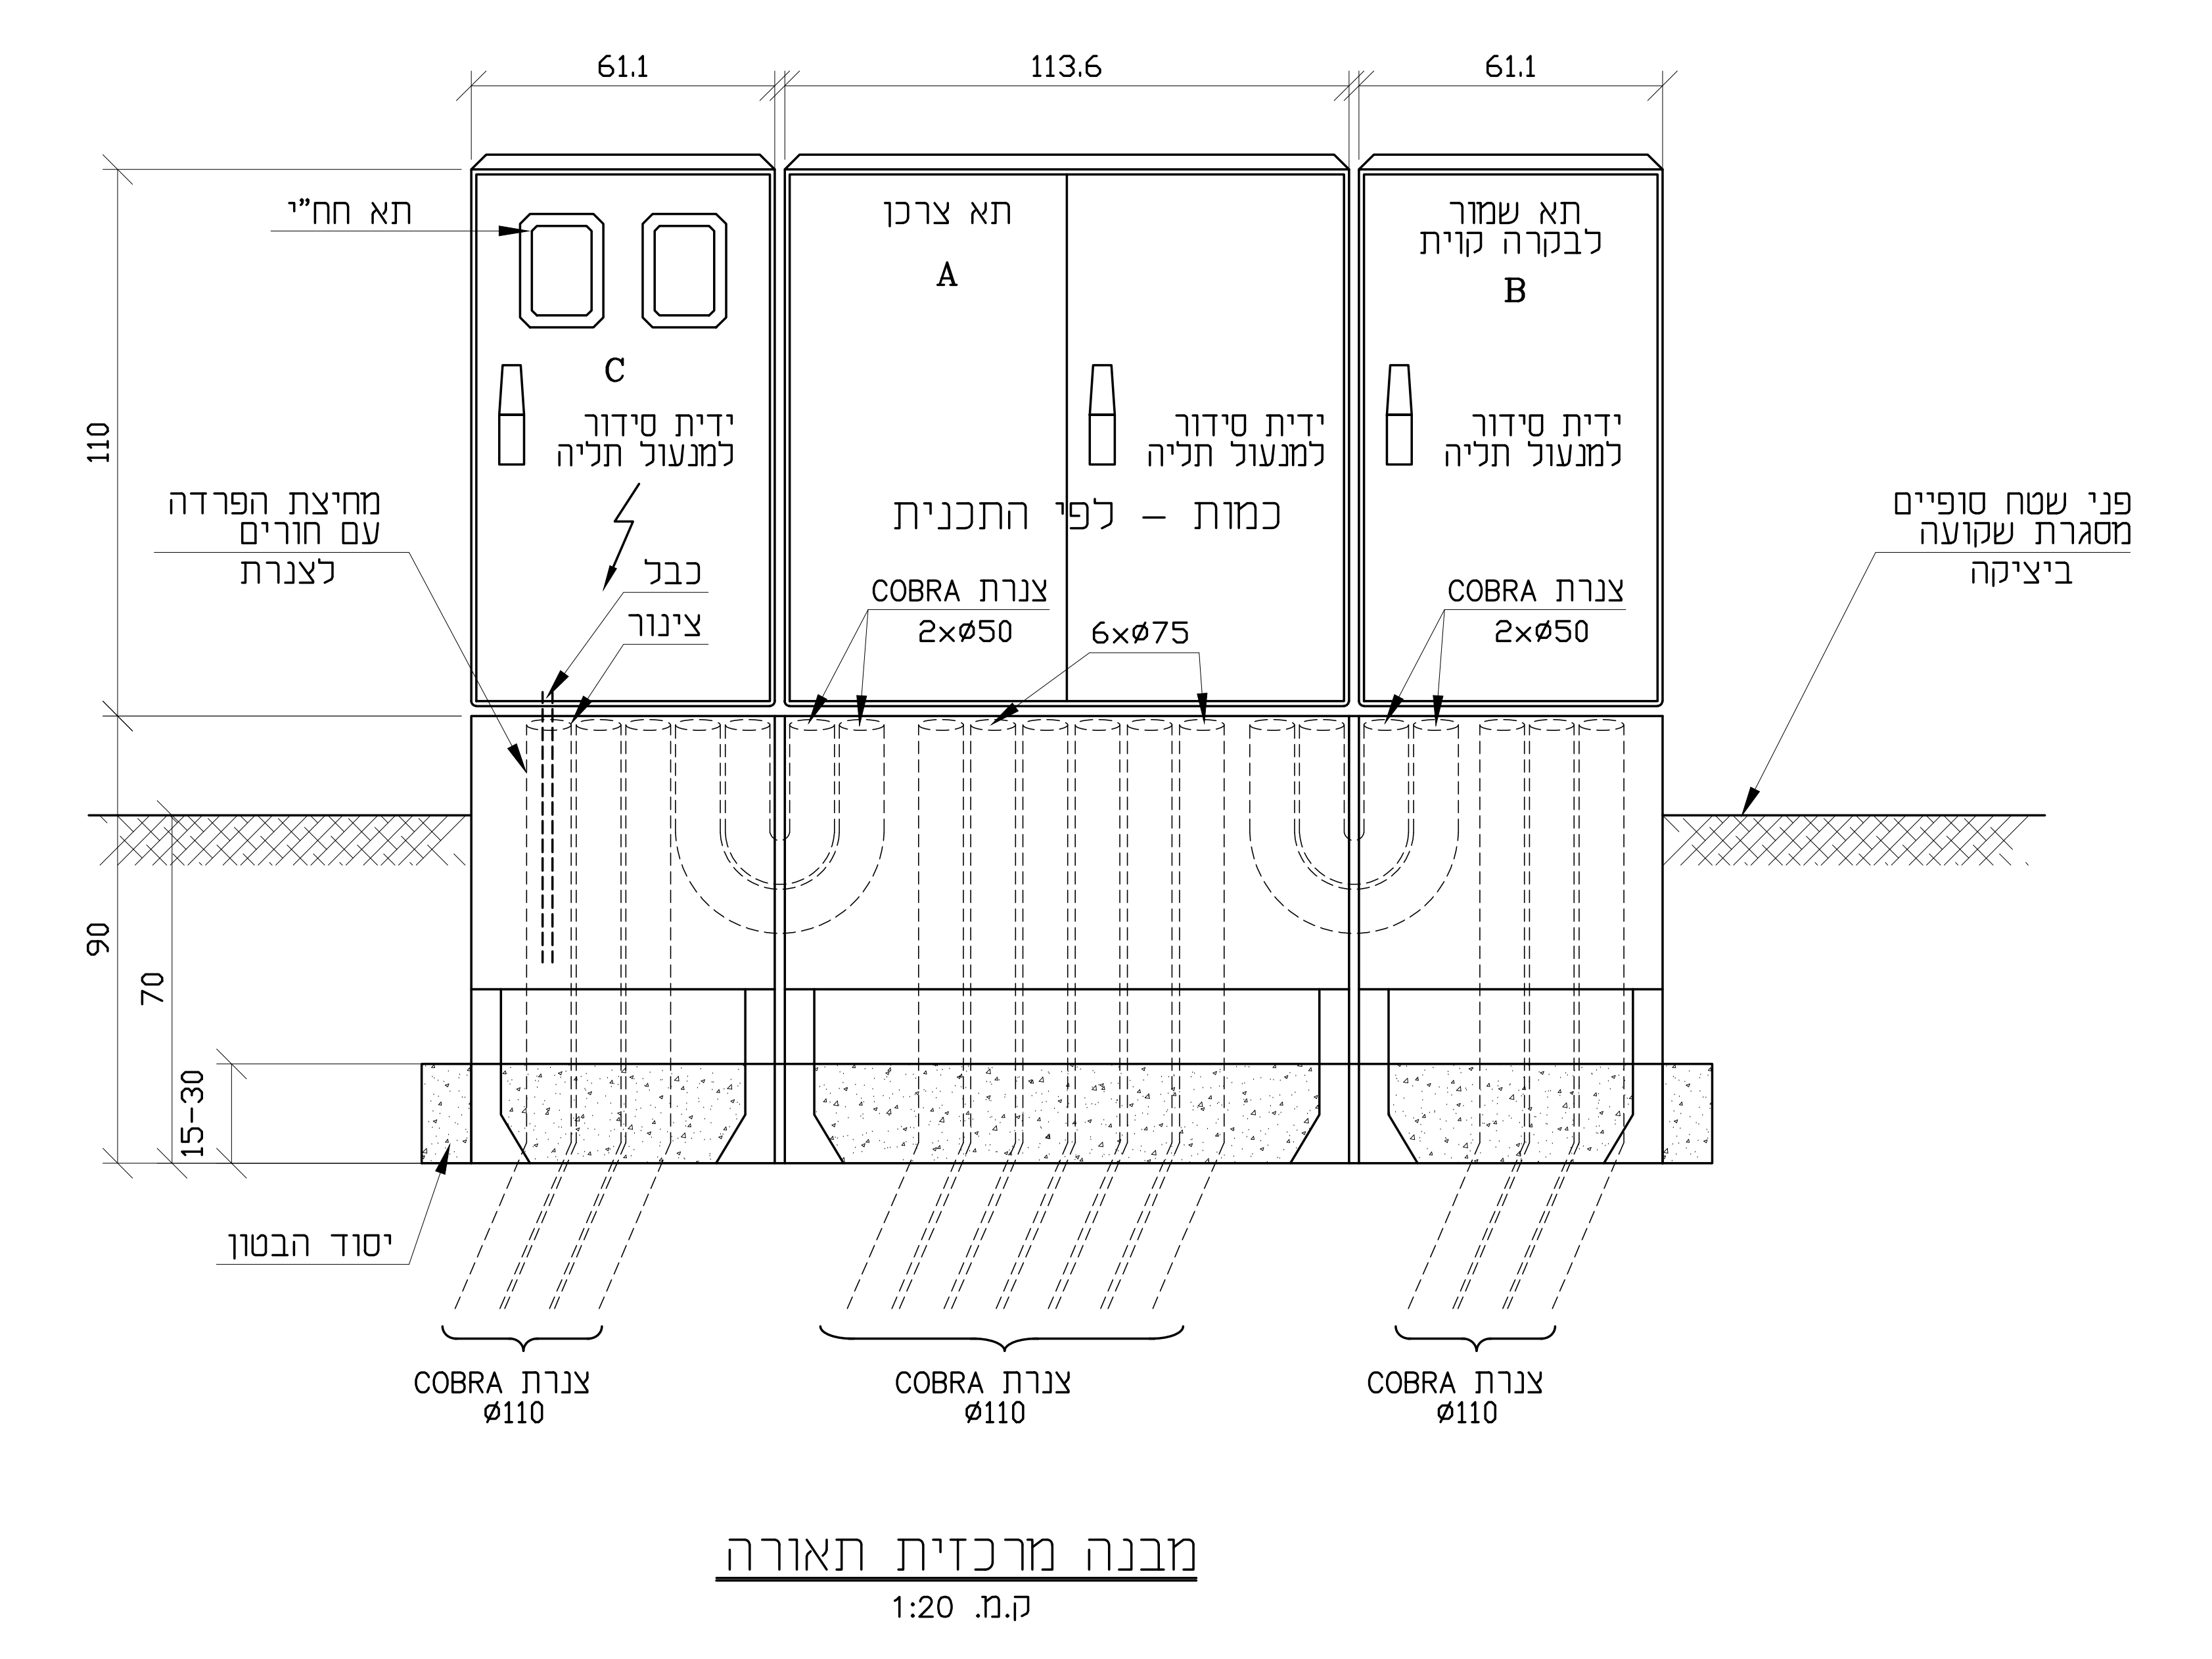 61.1
113.6
61.1
תא חח"י
תא צרכן
A
תא שמור
לבקרה קוית
B
C
ידית סידור
למנעול תליה
ידית סידור
למנעול תליה
ידית סידור
למנעול תליה
110
כמות - לפי התכנית
מחיצת הפרדה
עם חורים
לצנרת
פני שטח סופיים
מסגרת שקועה
ביציקה
כבל
צינור
צנרת COBRA
2xø50
6xø75
צנרת COBRA
2xø50
90
70
15-30
יסוד הבטון
צנרת COBRA
ø110
צנרת COBRA
ø110
צנרת COBRA
ø110
מבנה מרכזית תאורה
ק.מ. 1:20